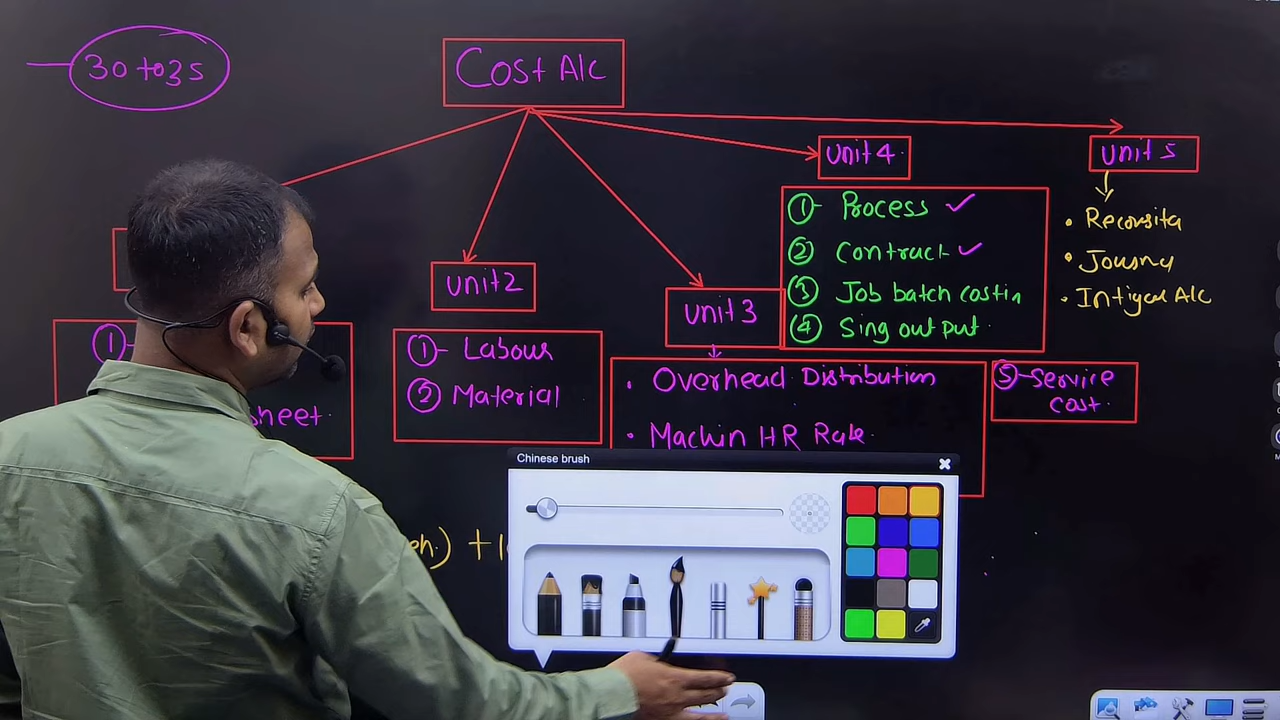 30 to 35
Cost A/c
unit 4
unit 5
① Process ✓
② Contract ✓
③ Job batch costin
④ Sing out put
• Reconsita
• Journa
• Intigral A/c
unit 2
unit 3
①-
sheet
①- Labour
② Material
• Overhead Distribution
• Machin HR Rate
⑤-Service
cost
Chinese brush